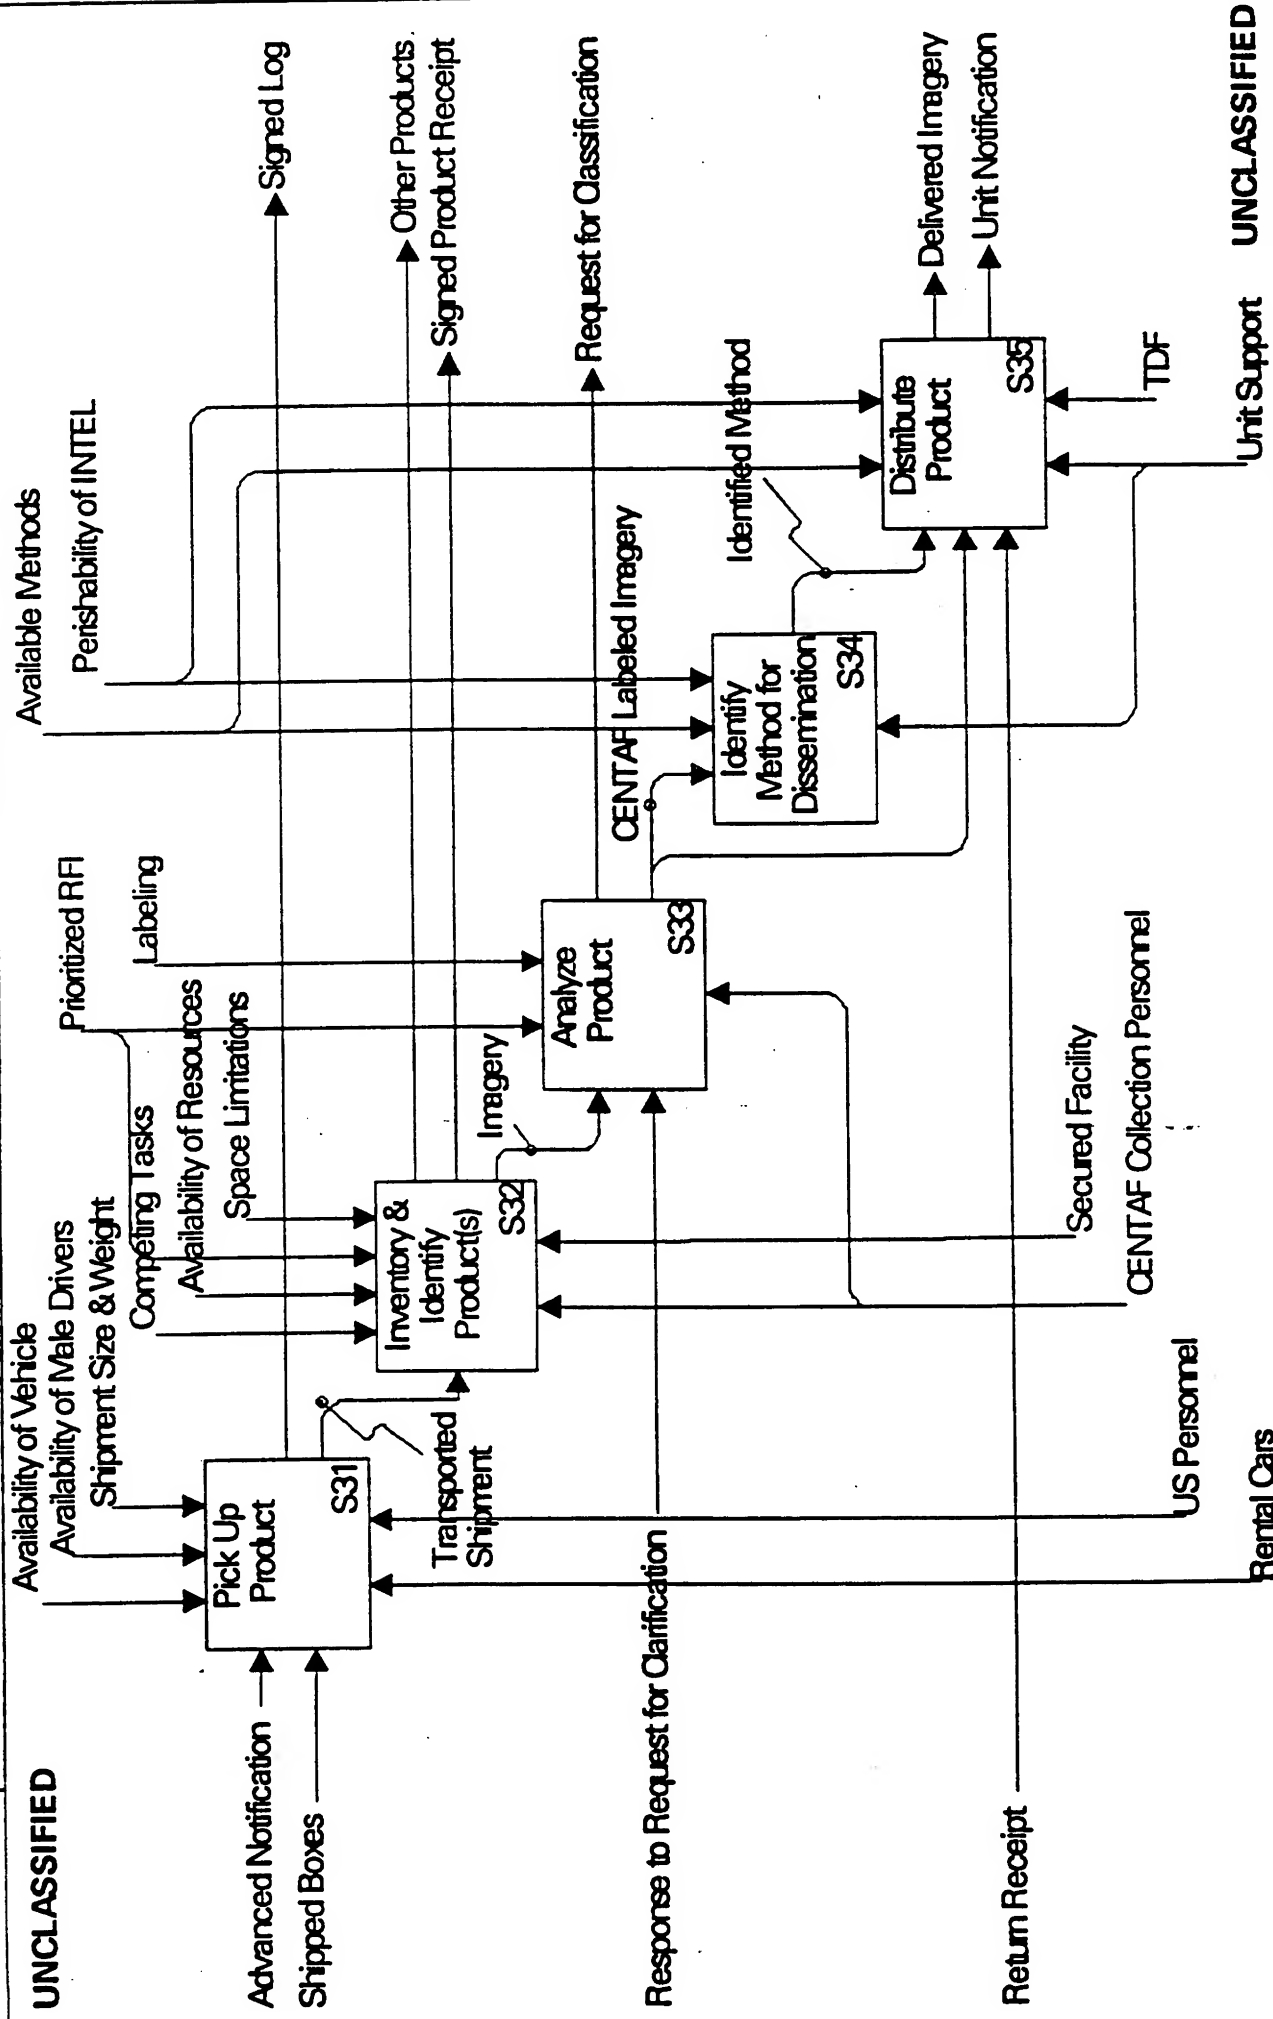 UNCLASSIFIED
Availability of Vehicle
Availability of Male Drivers
Shipment Size & Weight
Competing Tasks
Availability of Resources
Space Limitations
Prioritized RFI
Labeling
Available Methods
Perishability of INTEL
Advanced Notification
Shipped Boxes
Pick Up
Product
S31
Signed Log
Transported
Shipment
Inventory &
Identify
Product(s)
S32
Other Products
Signed Product Receipt
Imagery
Response to Request for Clarification
Analyze
Product
S33
Request for Classification
CENTAF Labeled Imagery
Identify
Method for
Dissemination
S34
Identified Method
Return Receipt
Distribute
Product
S35
Delivered Imagery
Unit Notification
Rental Cars
US Personnel
CENTAF Collection Personnel
Secured Facility
Unit Support
TDF
UNCLASSIFIED